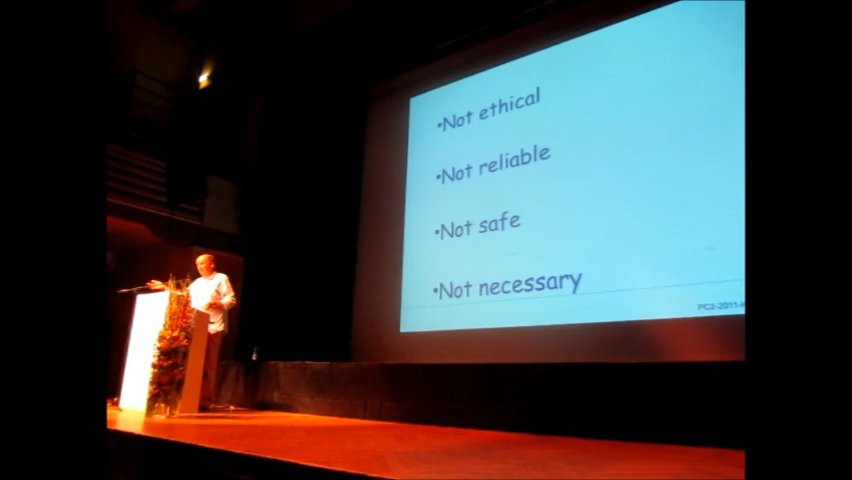 •Not ethical
•Not reliable
•Not safe
•Not necessary